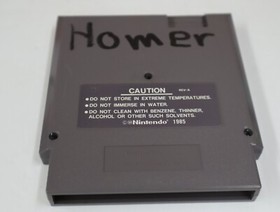 Homer
CAUTION
REV-A
● DO NOT STORE IN EXTREME TEMPERATURES.
● DO NOT IMMERSE IN WATER.
● DO NOT CLEAN WITH BENZENE, THINNER,
ALCOHOL OR OTHER SUCH SOLVENTS.
©®Nintendo® 1985